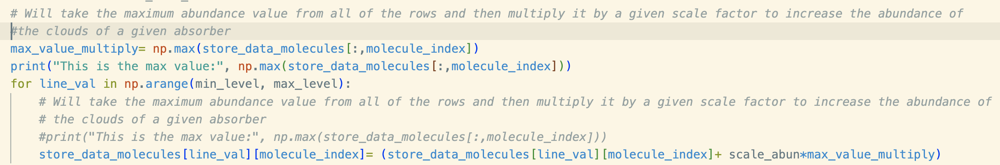 # Will take the maximum abundance value from all of the rows and then multiply it by a given scale factor to increase the abundance of
#the clouds of a given absorber
max_value_multiply= np.max(store_data_molecules[:,molecule_index])
print("This is the max value:", np.max(store_data_molecules[:,molecule_index]))
for line_val in np.arange(min_level, max_level):
    # Will take the maximum abundance value from all of the rows and then multiply it by a given scale factor to increase the abundance of
    # the clouds of a given absorber
    #print("This is the max value:", np.max(store_data_molecules[:,molecule_index]))
    store_data_molecules[line_val][molecule_index]= (store_data_molecules[line_val][molecule_index]+ scale_abun*max_value_multiply)